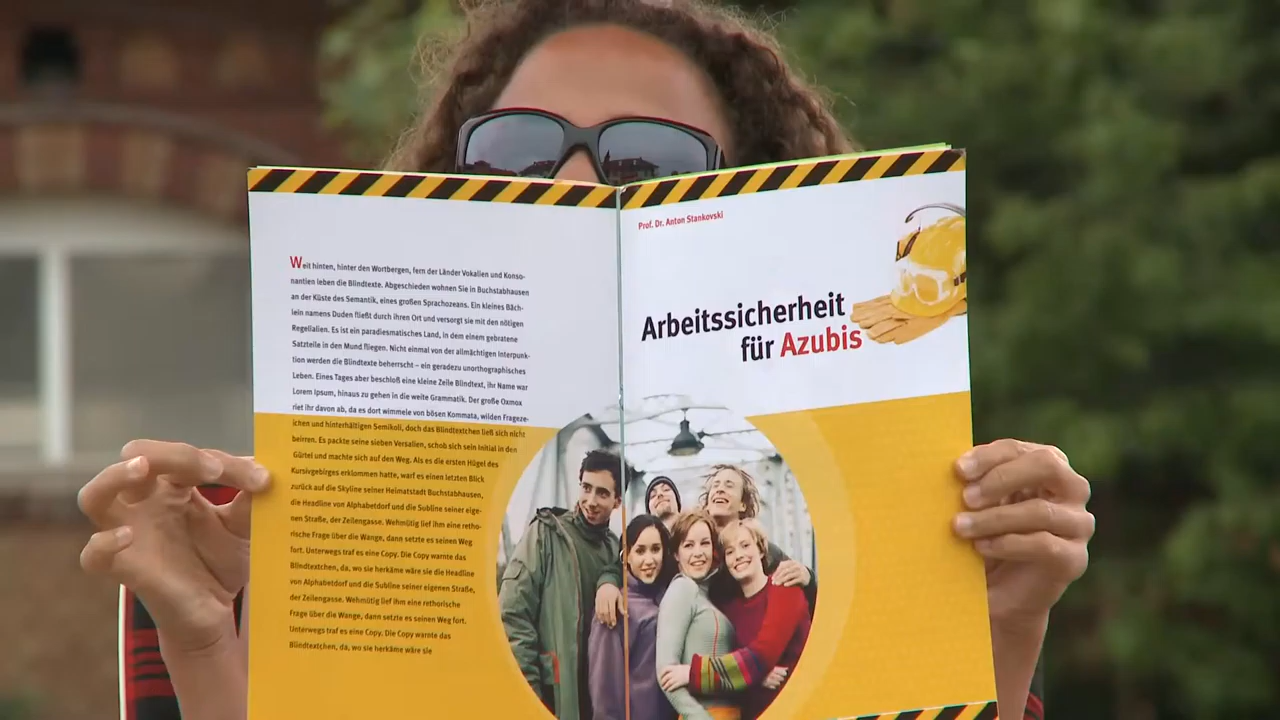 Weit hinten, hinter den Wortbergen, fern der Länder Vokalien und Konso-
nantien leben die Blindtexte. Abgeschieden wohnen Sie in Buchstabhausen
an der Küste des Semantik, eines großen Sprachozeans. Ein kleines Bäch-
lein namens Duden fließt durch ihren Ort und versorgt sie mit den nötigen
Regelialien. Es ist ein paradiesmatisches Land, in dem einem gebratene
Satzteile in den Mund fliegen. Nicht einmal von der allmächtigen Interpunk-
tion werden die Blindtexte beherrscht – ein geradezu unorthographisches
Leben. Eines Tages aber beschloß eine kleine Zeile Blindtext, ihr Name war
Lorem Ipsum, hinaus zu gehen in die weite Grammatik. Der große Oxmox
riet ihr davon ab, da es dort wimmele von bösen Kommata, wilden Frageze-
ichen und hinterhältigen Semikoli, doch das Blindtextchen ließ sich nicht
beirren. Es packte seine sieben Versalien, schob sich sein Initial in den
Gürtel und machte sich auf den Weg. Als es die ersten Hügel des
Kursivgebirges erklommen hatte, warf es einen letzten Blick
zurück auf die Skyline seiner Heimatstadt Buchstabhausen,
die Headline von Alphabetdorf und die Subline seiner eige-
nen Straße, der Zeilengasse. Wehmütig lief ihm eine retho-
rische Frage über die Wange, dann setzte es seinen Weg
fort. Unterwegs traf es eine Copy. Die Copy warnte das
Blindtextchen, da, wo sie herkäme wäre sie die Headline
von Alphabetdorf und die Subline seiner eigenen Straße,
der Zeilengasse. Wehmütig lief ihm eine rethorische
Frage über die Wange, dann setzte es seinen Weg fort.
Unterwegs traf es eine Copy. Die Copy warnte das
Blindtextchen, da, wo sie herkäme wäre sie
Prof. Dr. Anton Stankovski
Arbeitssicherheit
für Azubis